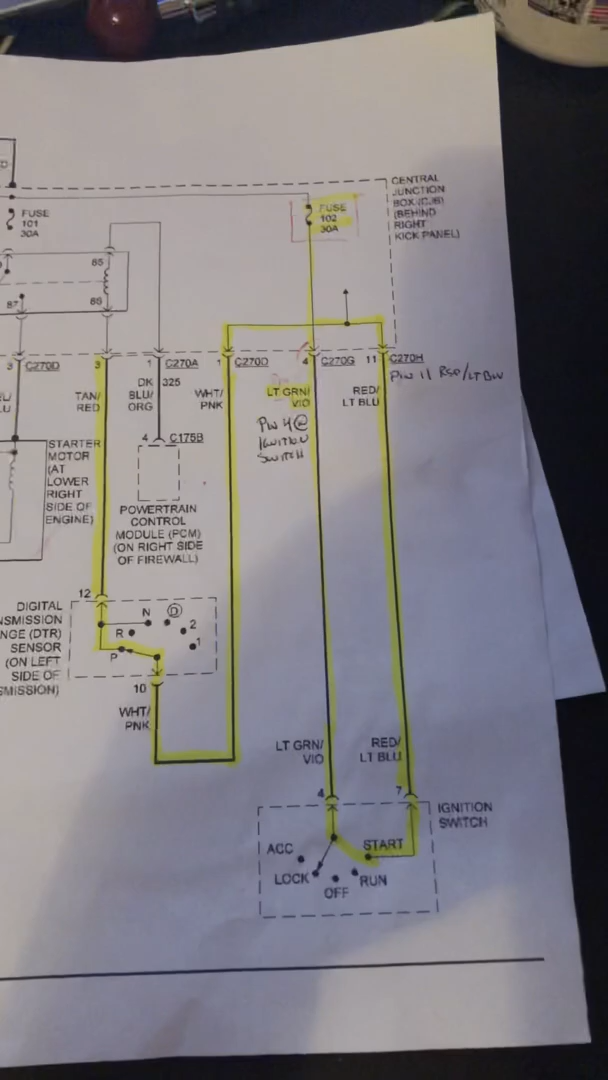 CENTRAL
JUNCTION
BOX (CJB)
(BEHIND
RIGHT
KICK PANEL)
FUSE
101
30A
FUSE
102
30A
85
87
86
3 C270D
3
1 C270A
1 C270D
4 C270G
11 C270H
PIN 11 RED/LT BLU
TAN/
RED
DK
BLU/
ORG
325
WHT/
PNK
LT GRN/
VIO
RED/
LT BLU
PIN 4 @
IGNITION
SWITCH
4 C175B
STARTER
MOTOR
(AT
LOWER
RIGHT
SIDE OF
ENGINE)
POWERTRAIN
CONTROL
MODULE (PCM)
(ON RIGHT SIDE
OF FIREWALL)
12
DIGITAL
NSMISSION
NGE (DTR)
SENSOR
(ON LEFT
SIDE OF
SMISSION)
N D
R 2
P 1
10
WHT/
PNK
LT GRN/
VIO
RED/
LT BLU
4 7
IGNITION
SWITCH
ACC START
LOCK RUN
OFF